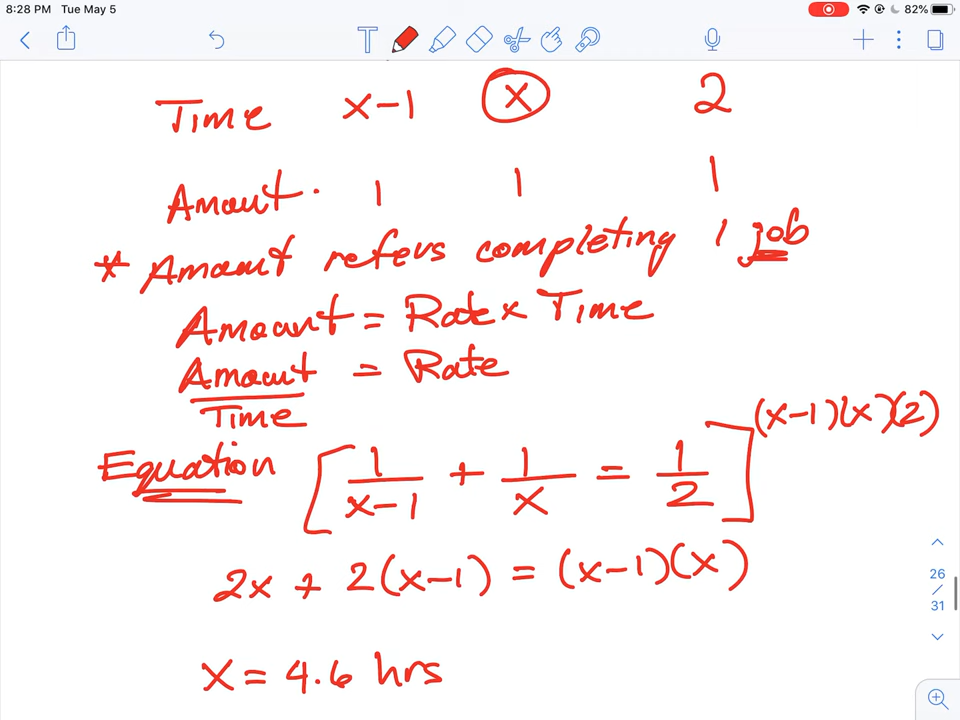 8:28 PM Tue May 5 82%
Time x-1 x 2
Amout. 1 1 1
* Amount refers completing 1 job
Amount = Rate x Time
Amount = Rate
Time
(x-1)(x)(2)
Equation [1/(x-1) + 1/x = 1/2]
2x + 2(x-1) = (x-1)(x)
x = 4.6 hrs
26
/
31